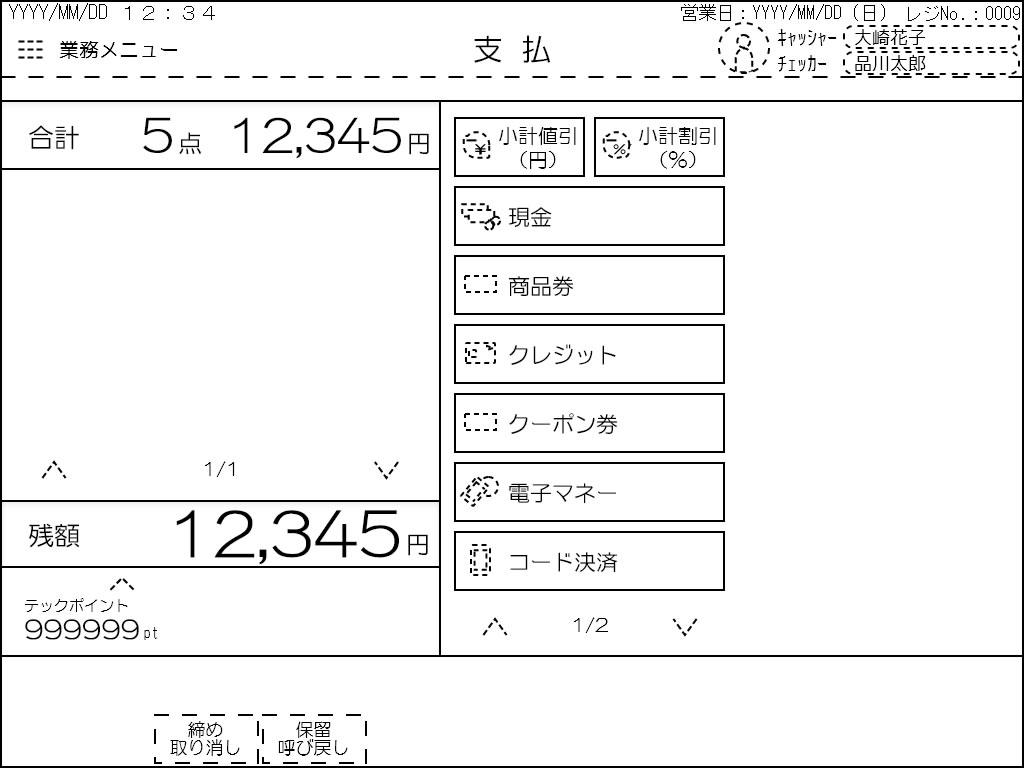 YYYY/MM/DD 12:34
営業日:YYYY/MM/DD (日) レジNo.:0009
業務メニュー
支払
ｷｬｯｼｬｰ 大崎花子
ﾁｪｯｶｰ 品川太郎
合計 5点 12,345円
小計値引
(円)
小計割引
(%)
現金
商品券
クレジット
クーポン券
電子マネー
コード決済
1/1
残額 12,345円
テックポイント
999999pt
1/2
締め
取り消し
保留
呼び戻し